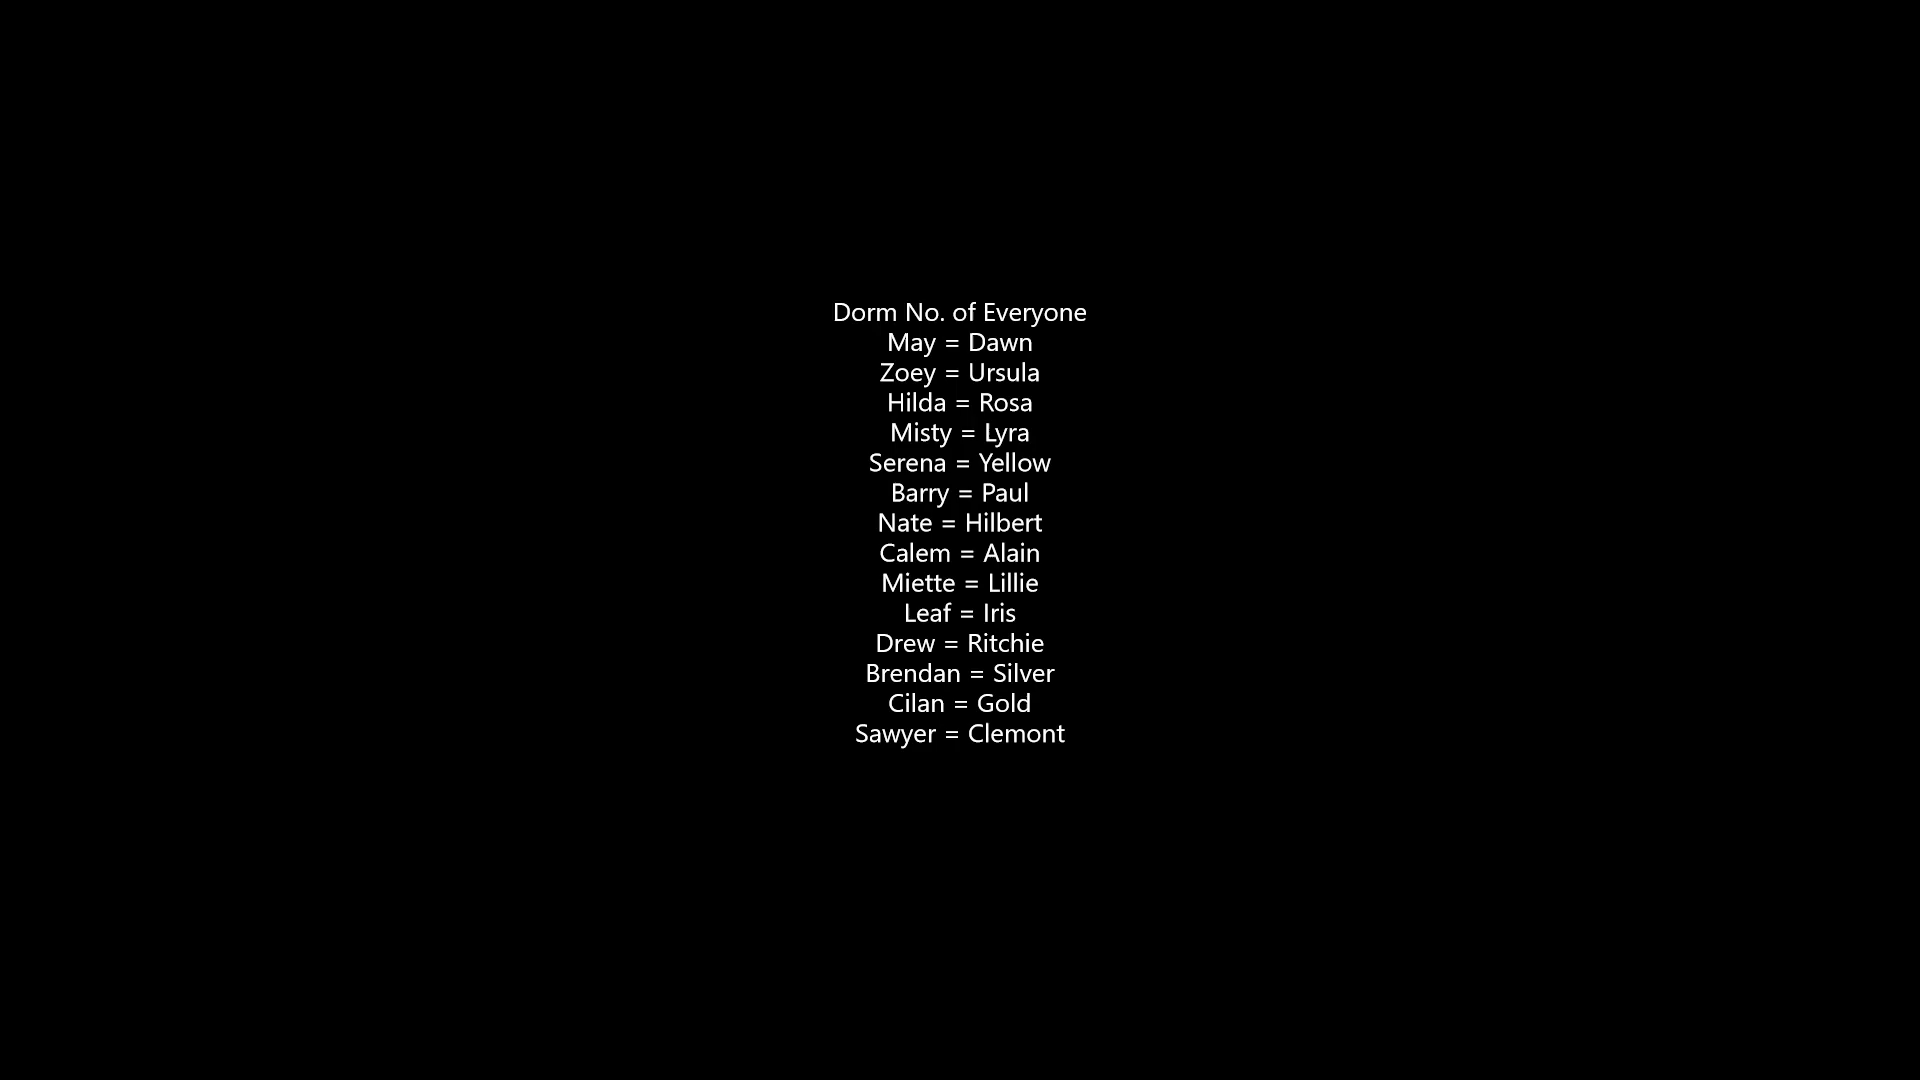 Dorm No. of Everyone
May = Dawn
Zoey = Ursula
Hilda = Rosa
Misty = Lyra
Serena = Yellow
Barry = Paul
Nate = Hilbert
Calem = Alain
Miette = Lillie
Leaf = Iris
Drew = Ritchie
Brendan = Silver
Cilan = Gold
Sawyer = Clemont